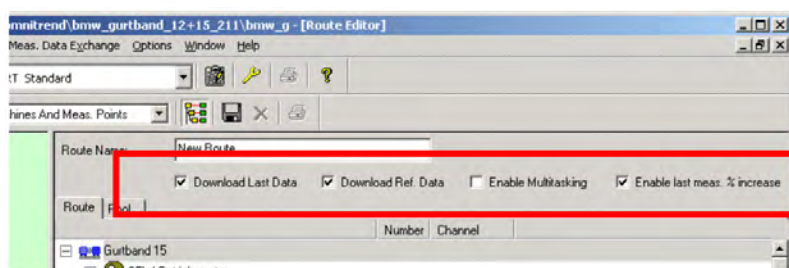 omnitrend\bmw_gurtband_12+15_211\bmw_g - [Route Editor]
Meas. Data Exchange Options Window Help
RT Standard
hines And Meas. Points
Route Name: New Route
Download Last Data Download Ref. Data Enable Multitasking Enable last meas. % increase
Route Pool
Number Channel
Gurtband 15